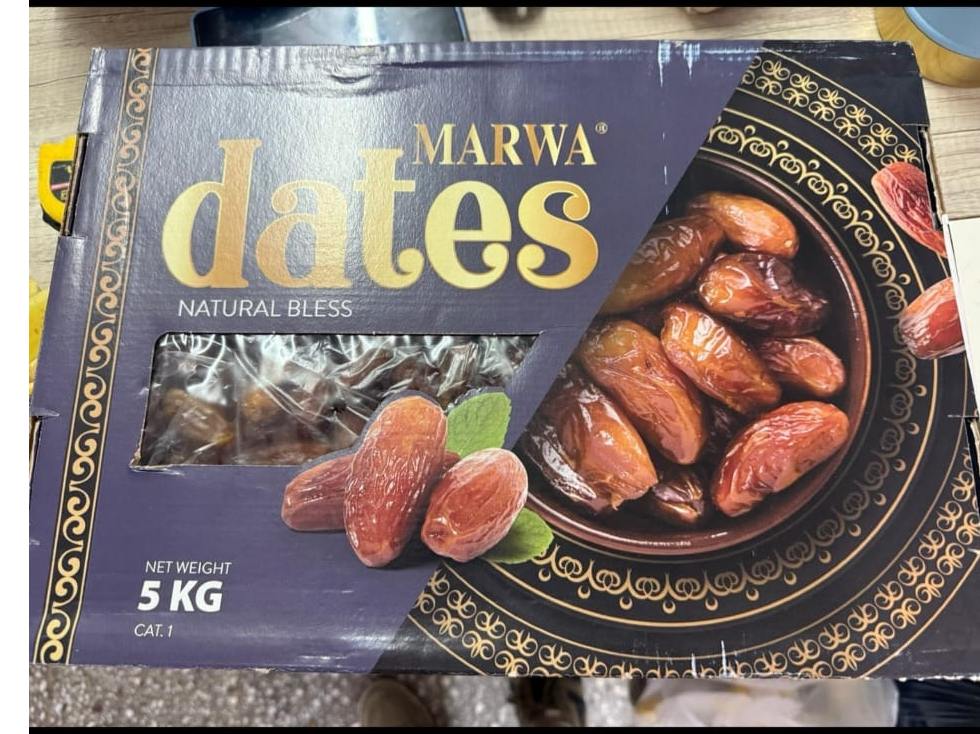 MARWA®
dates
NATURAL BLESS
NET WEIGHT
5 KG
CAT. 1